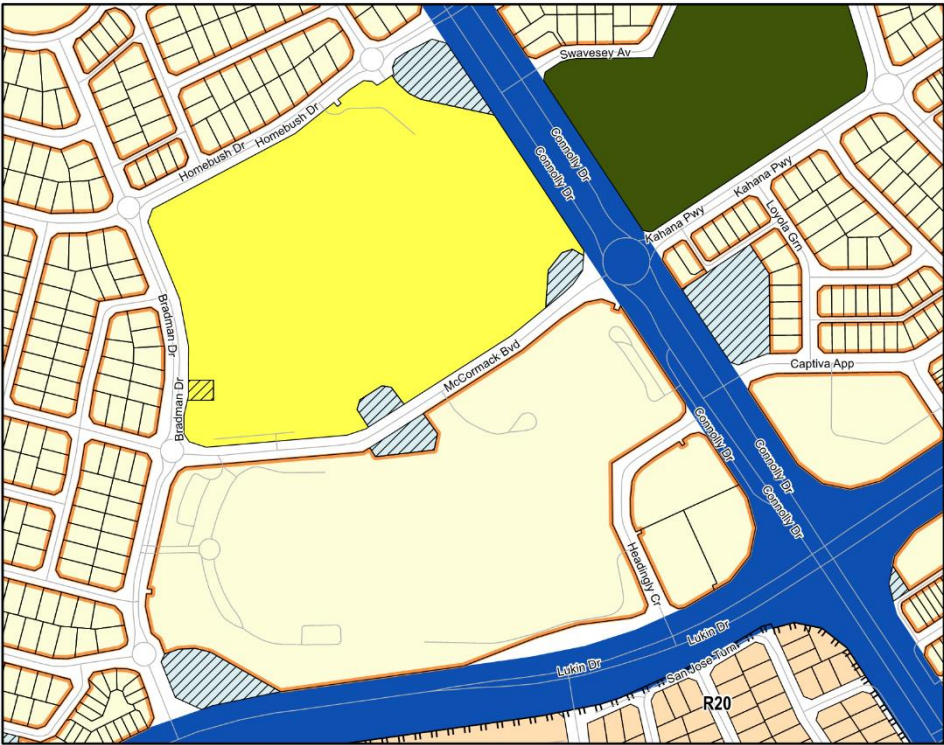 Swavesey Av
Homebush Dr
Homebush Dr
Connolly Dr
Connolly Dr
Kahana Pwy
Kahana Pwy
Loyola Grn
Bradman Dr
Bradman Dr
McCormack Bvd
Captiva App
Connolly Dr
Connolly Dr
Connolly Dr
Headingly Cr
Lukin Dr
Lukin Dr
San Jose Turn
R20